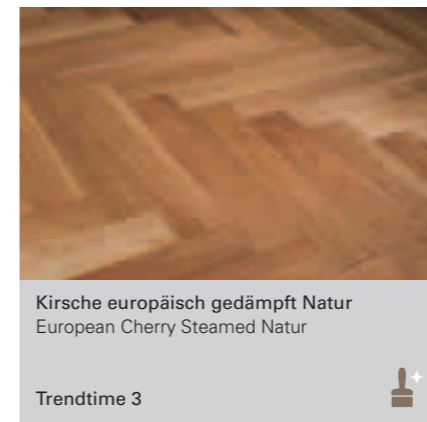 Kirsche europäisch gedämpft Natur
European Cherry Steamed Natur
Trendtime 3